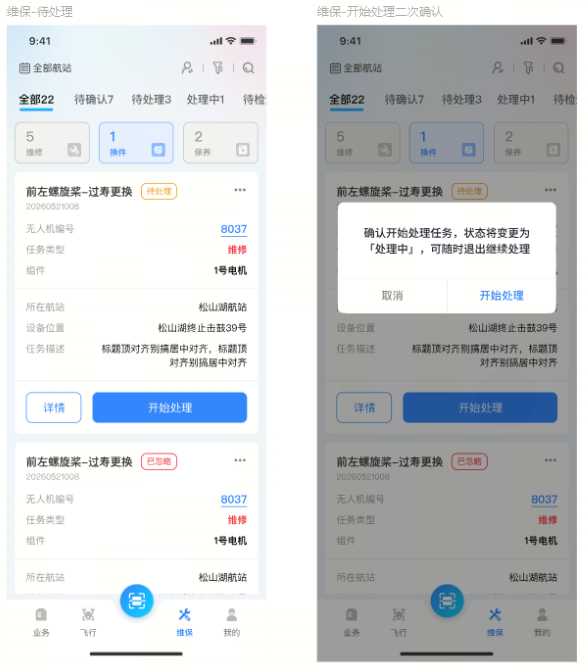 维保-待处理
9:41
全部航站
全部22 待确认7 待处理3 处理中1 待检
5 维修
1 换件
2 保养
前左螺旋桨-过寿更换 待处理
20260521008
无人机编号 8037
任务类型 维修
组件 1号电机
所在航站 松山湖航站
设备位置 松山湖终止击鼓39号
任务描述 标题顶对齐别搞居中对齐，标题顶
对齐别搞居中对齐
详情 开始处理
前左螺旋桨-过寿更换 已忽略
20260521008
无人机编号 8037
任务类型 维修
组件 1号电机
所在航站 松山湖航站
业务 飞行 维保 我的
维保-开始处理二次确认
9:41
全部航站
全部22 待确认7 待处理3 处理中1 待检
5 维修
1 换件
2 保养
前左螺旋桨-过寿更换 待处理
确认开始处理任务，状态将变更为
「处理中」，可随时退出继续处理
取消 开始处理
设备位置 松山湖终止击鼓39号
任务描述 标题顶对齐别搞居中对齐，标题顶
对齐别搞居中对齐
详情 开始处理
前左螺旋桨-过寿更换 已忽略
20260521008
无人机编号 8037
任务类型 维修
组件 1号电机
所在航站 松山湖航站
业务 飞行 维保 我的